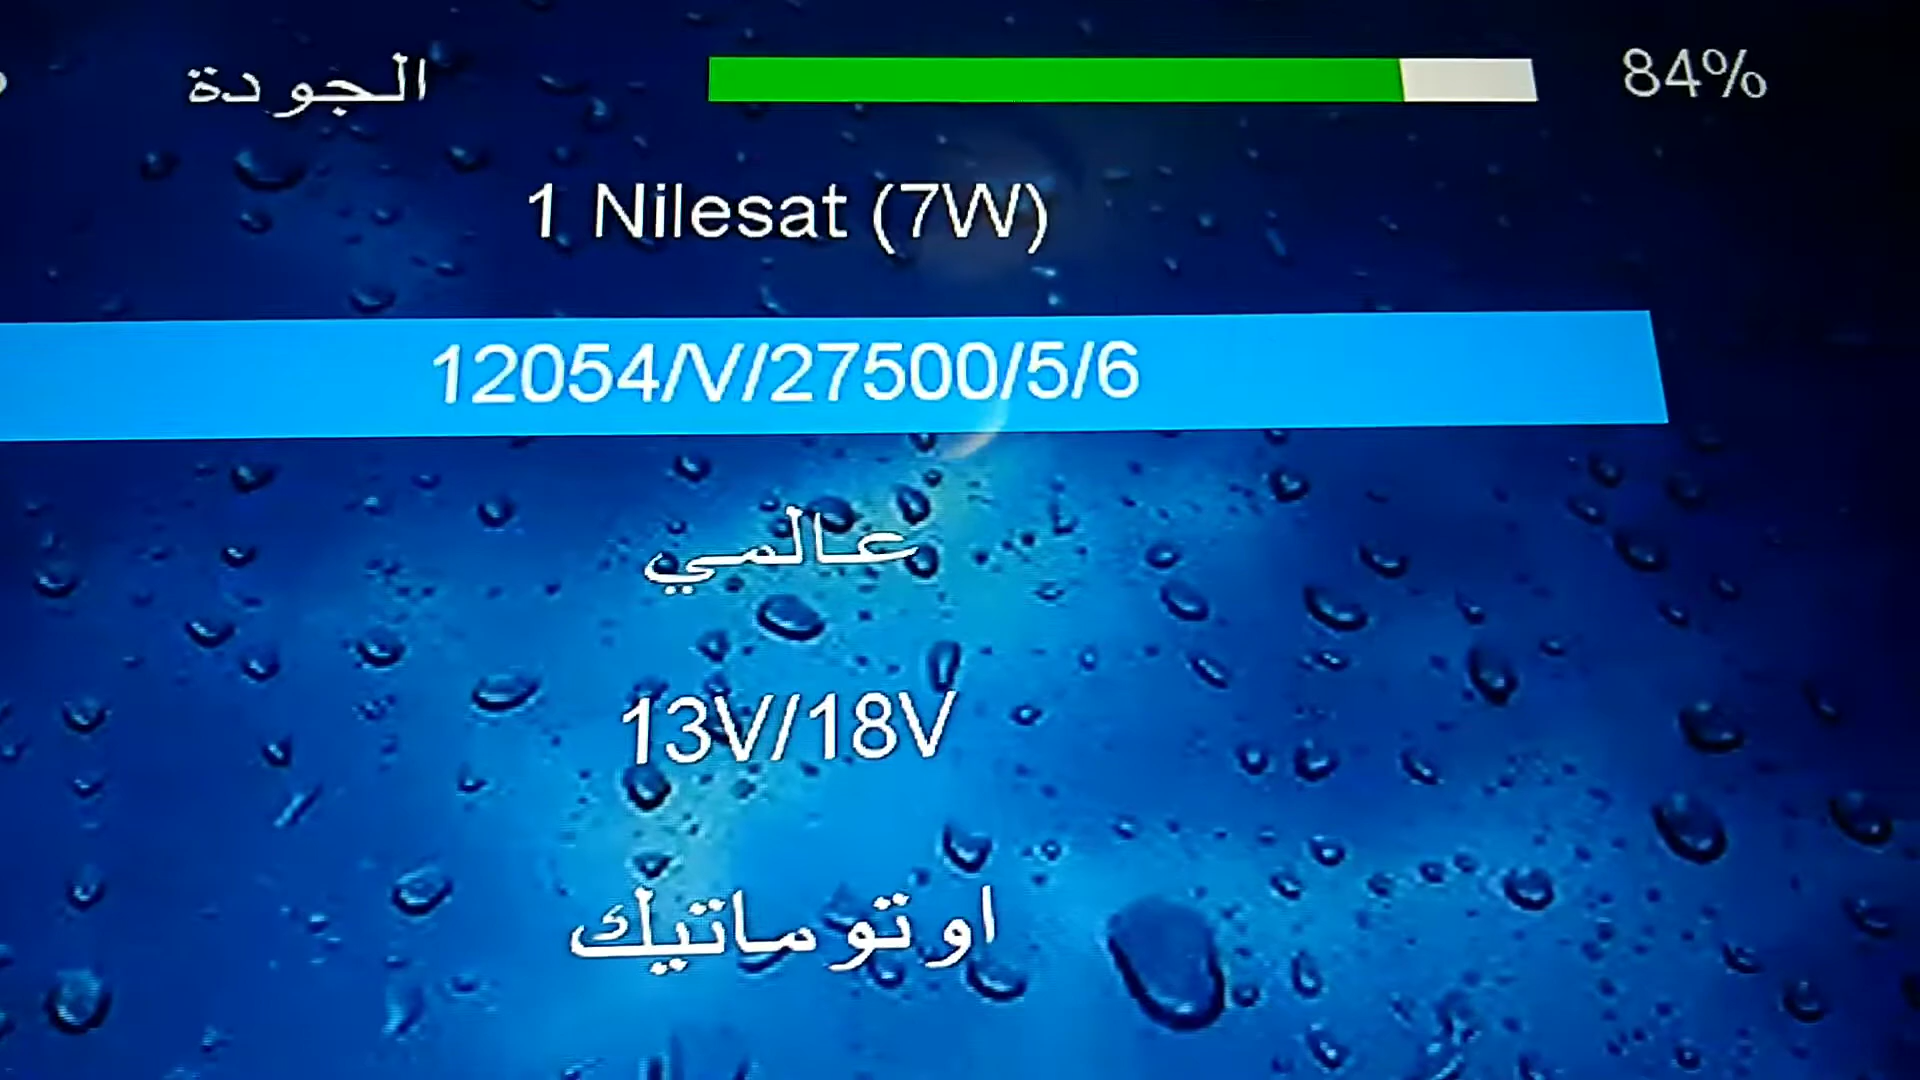 الجودة 84%
1 Nilesat (7W)
12054/V/27500/5/6
عالمي
13V/18V
اوتوماتيك